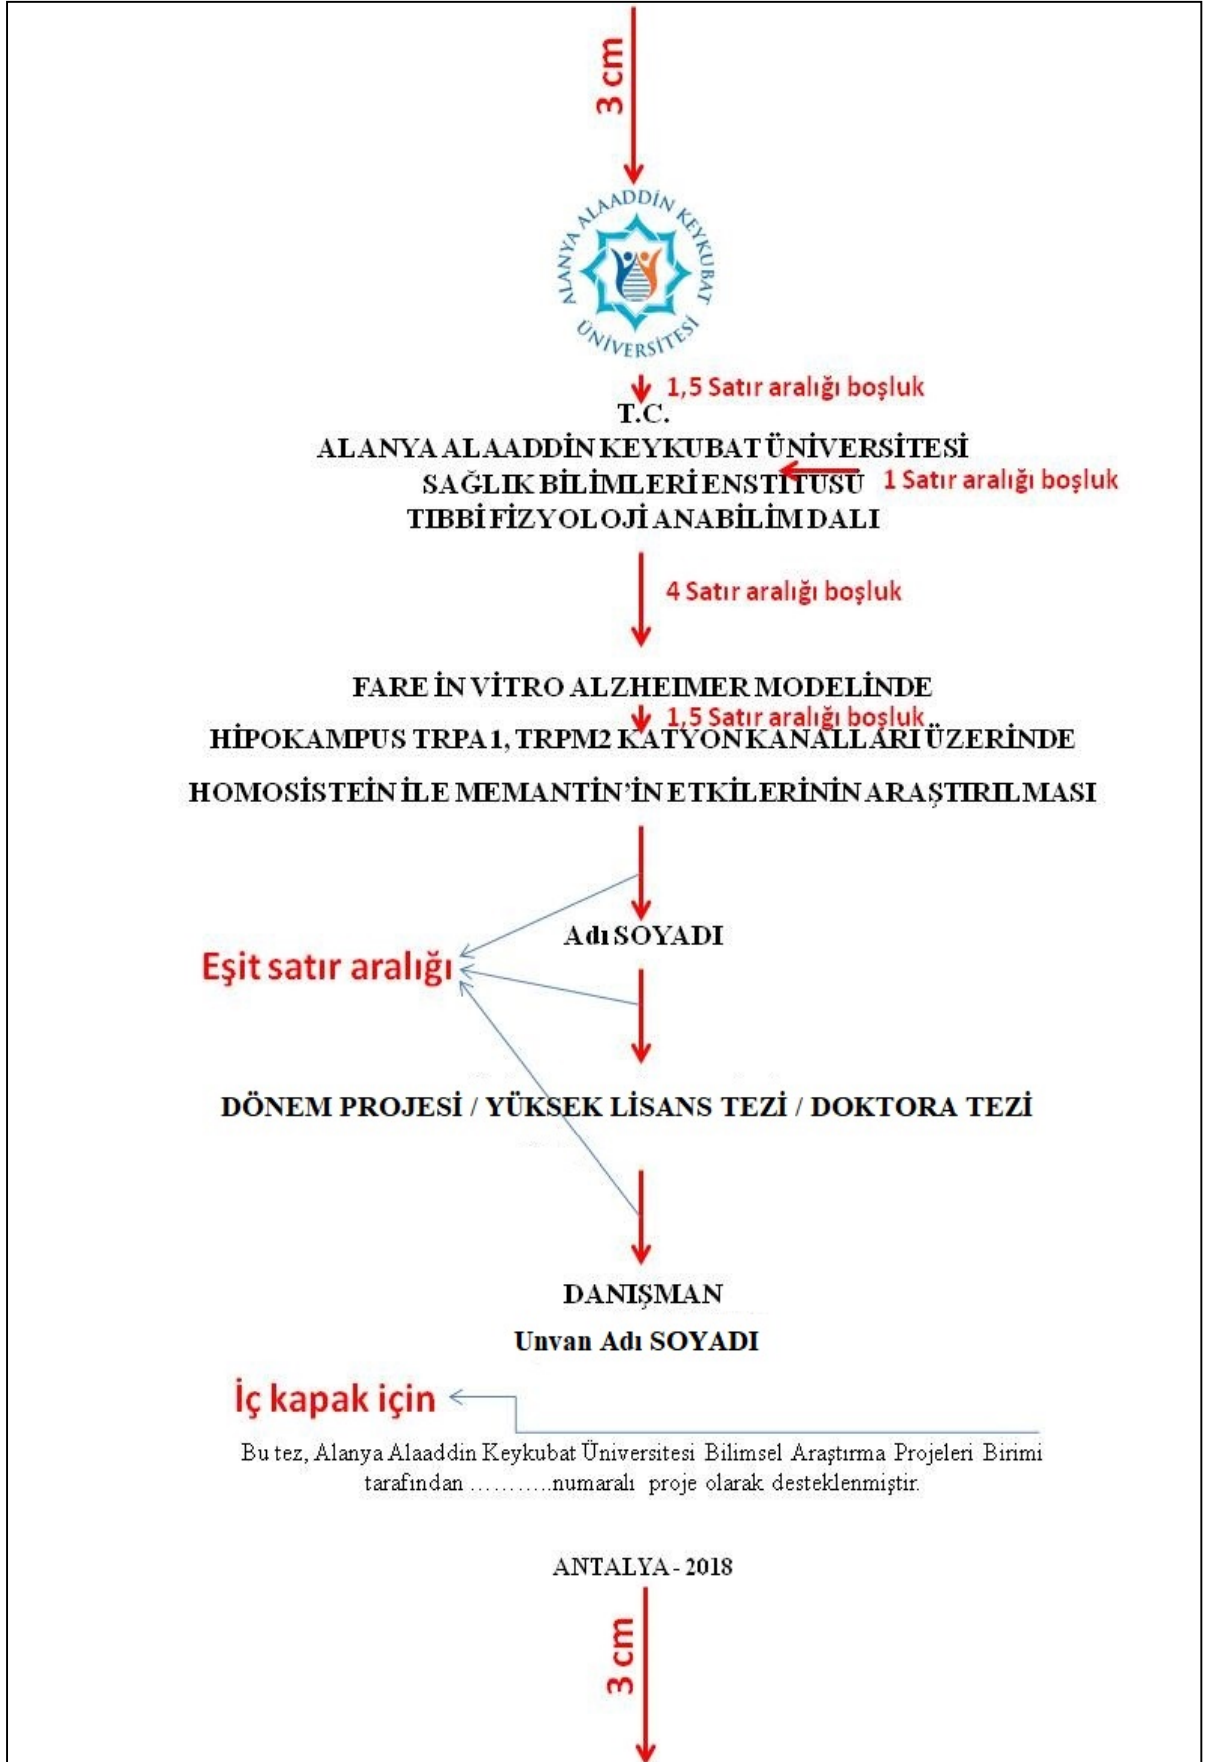 3 cm
ALANYA ALAADDİN KEYKUBAT
ÜNİVERSİTESİ
1,5 Satır aralığı boşluk
T.C.
ALANYA ALAADDİN KEYKUBAT ÜNİVERSİTESİ
SAĞLIK BİLİMLERİ ENSTİTUSU 1 Satır aralığı boşluk
TIBBİ FİZYOLOJİ ANABİLİM DALI
4 Satır aralığı boşluk
FARE İN VİTRO ALZHEIMER MODELİNDE
1,5 Satır aralığı boşluk
HİPOKAMPUS TRPA1, TRPM2 KATYON KANALLARI ÜZERİNDE
HOMOSİSTEİN İLE MEMANTİN’İN ETKİLERİNİN ARAŞTIRILMASI
Adı SOYADI
Eşit satır aralığı
DÖNEM PROJESİ / YÜKSEK LİSANS TEZİ / DOKTORA TEZİ
DANIŞMAN
Unvan Adı SOYADI
İç kapak için
Bu tez, Alanya Alaaddin Keykubat Üniversitesi Bilimsel Araştırma Projeleri Birimi
tarafından ...........numaralı proje olarak desteklenmiştir.
ANTALYA - 2018
3 cm